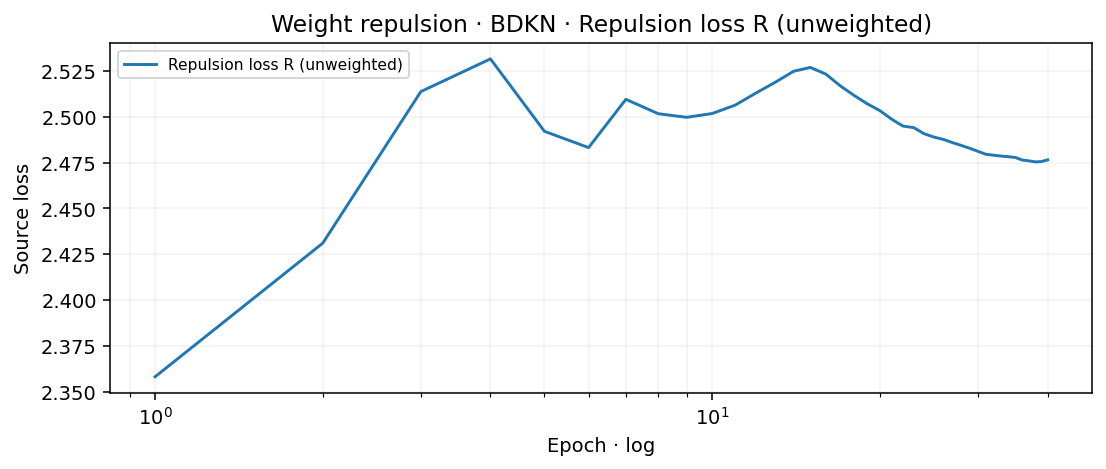 Weight repulsion · BDKN · Repulsion loss R (unweighted)
Repulsion loss R (unweighted)
2.525
2.500
2.475
2.450
2.425
2.400
2.375
2.350
Source loss
10⁰
10¹
Epoch · log